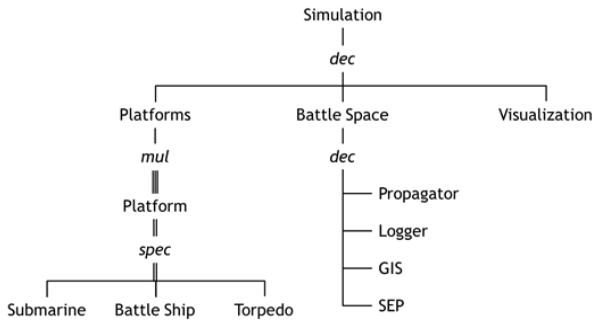 Simulation
dec
Platforms
Battle Space
Visualization
mul
dec
Platform
Propagator
Logger
spec
GIS
Submarine
Battle Ship
Torpedo
SEP